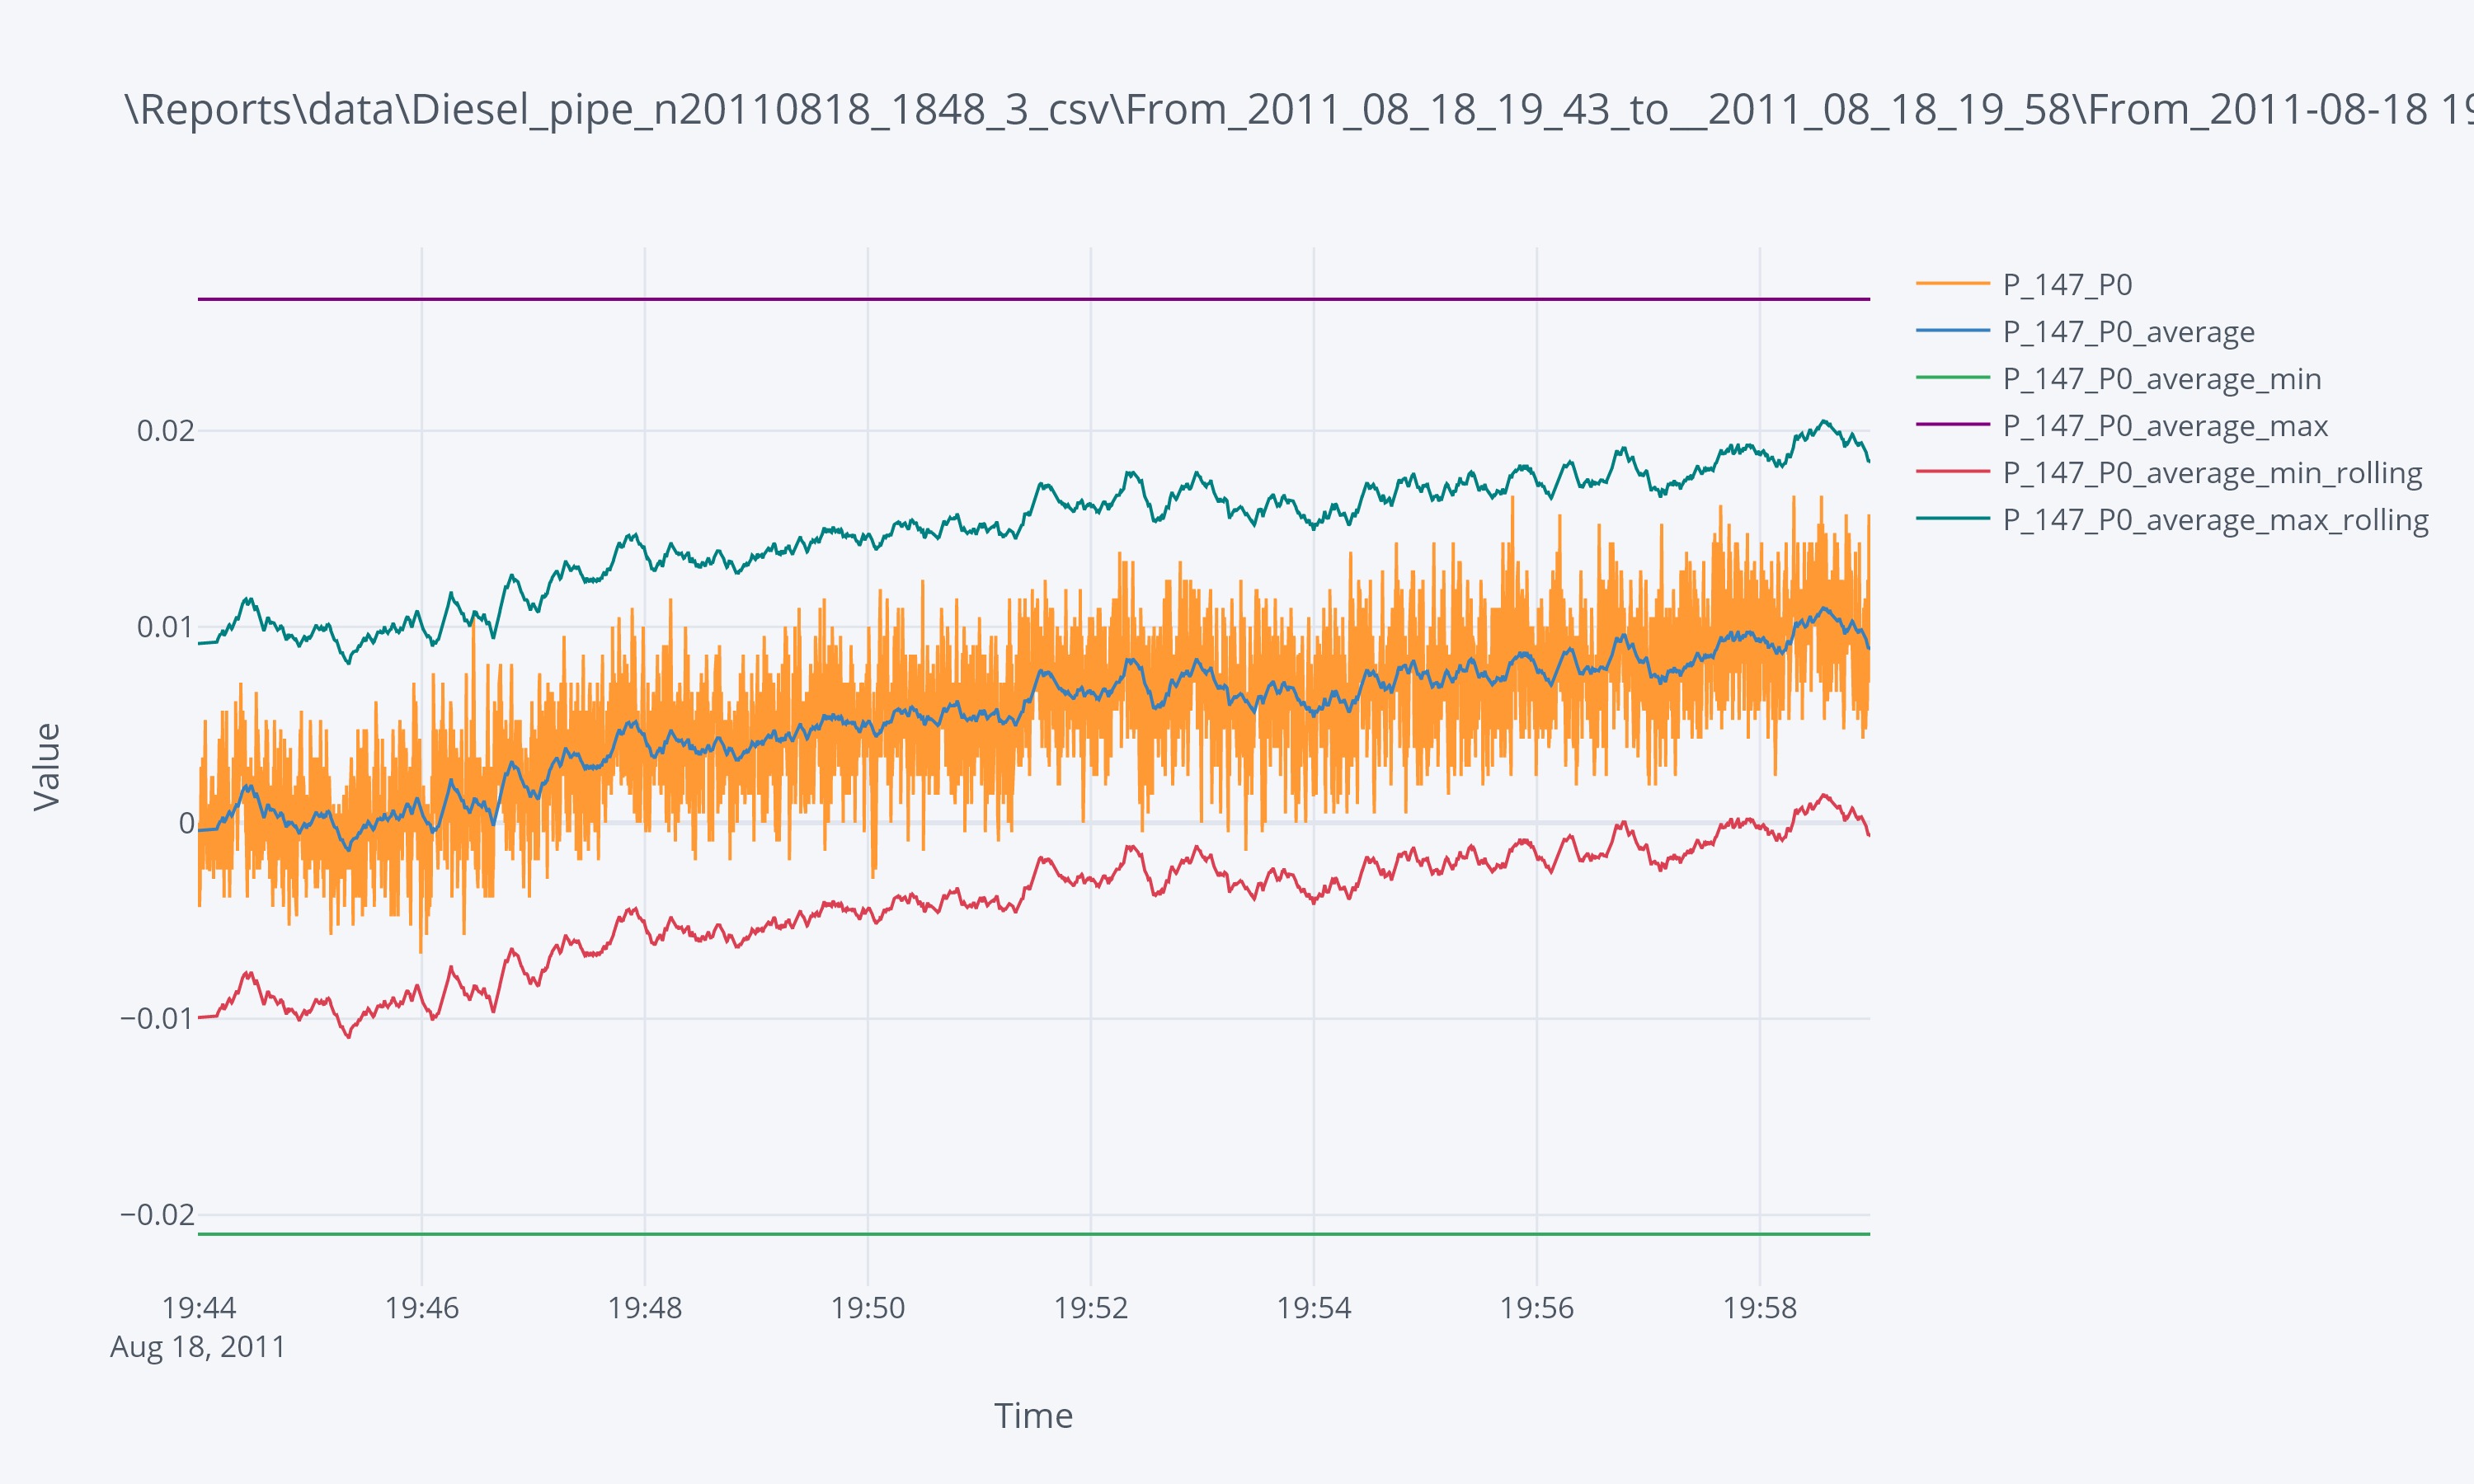 \Reports\data\Diesel_pipe_n20110818_1848_3_csv\From_2011_08_18_19_43_to__2011_08_18_19_58\From_2011-08-18 19
P_147_P0
P_147_P0_average
P_147_P0_average_min
P_147_P0_average_max
P_147_P0_average_min_rolling
P_147_P0_average_max_rolling
Value
0.02
0.01
0
−0.01
−0.02
19:44 19:46 19:48 19:50 19:52 19:54 19:56 19:58
Aug 18, 2011
Time